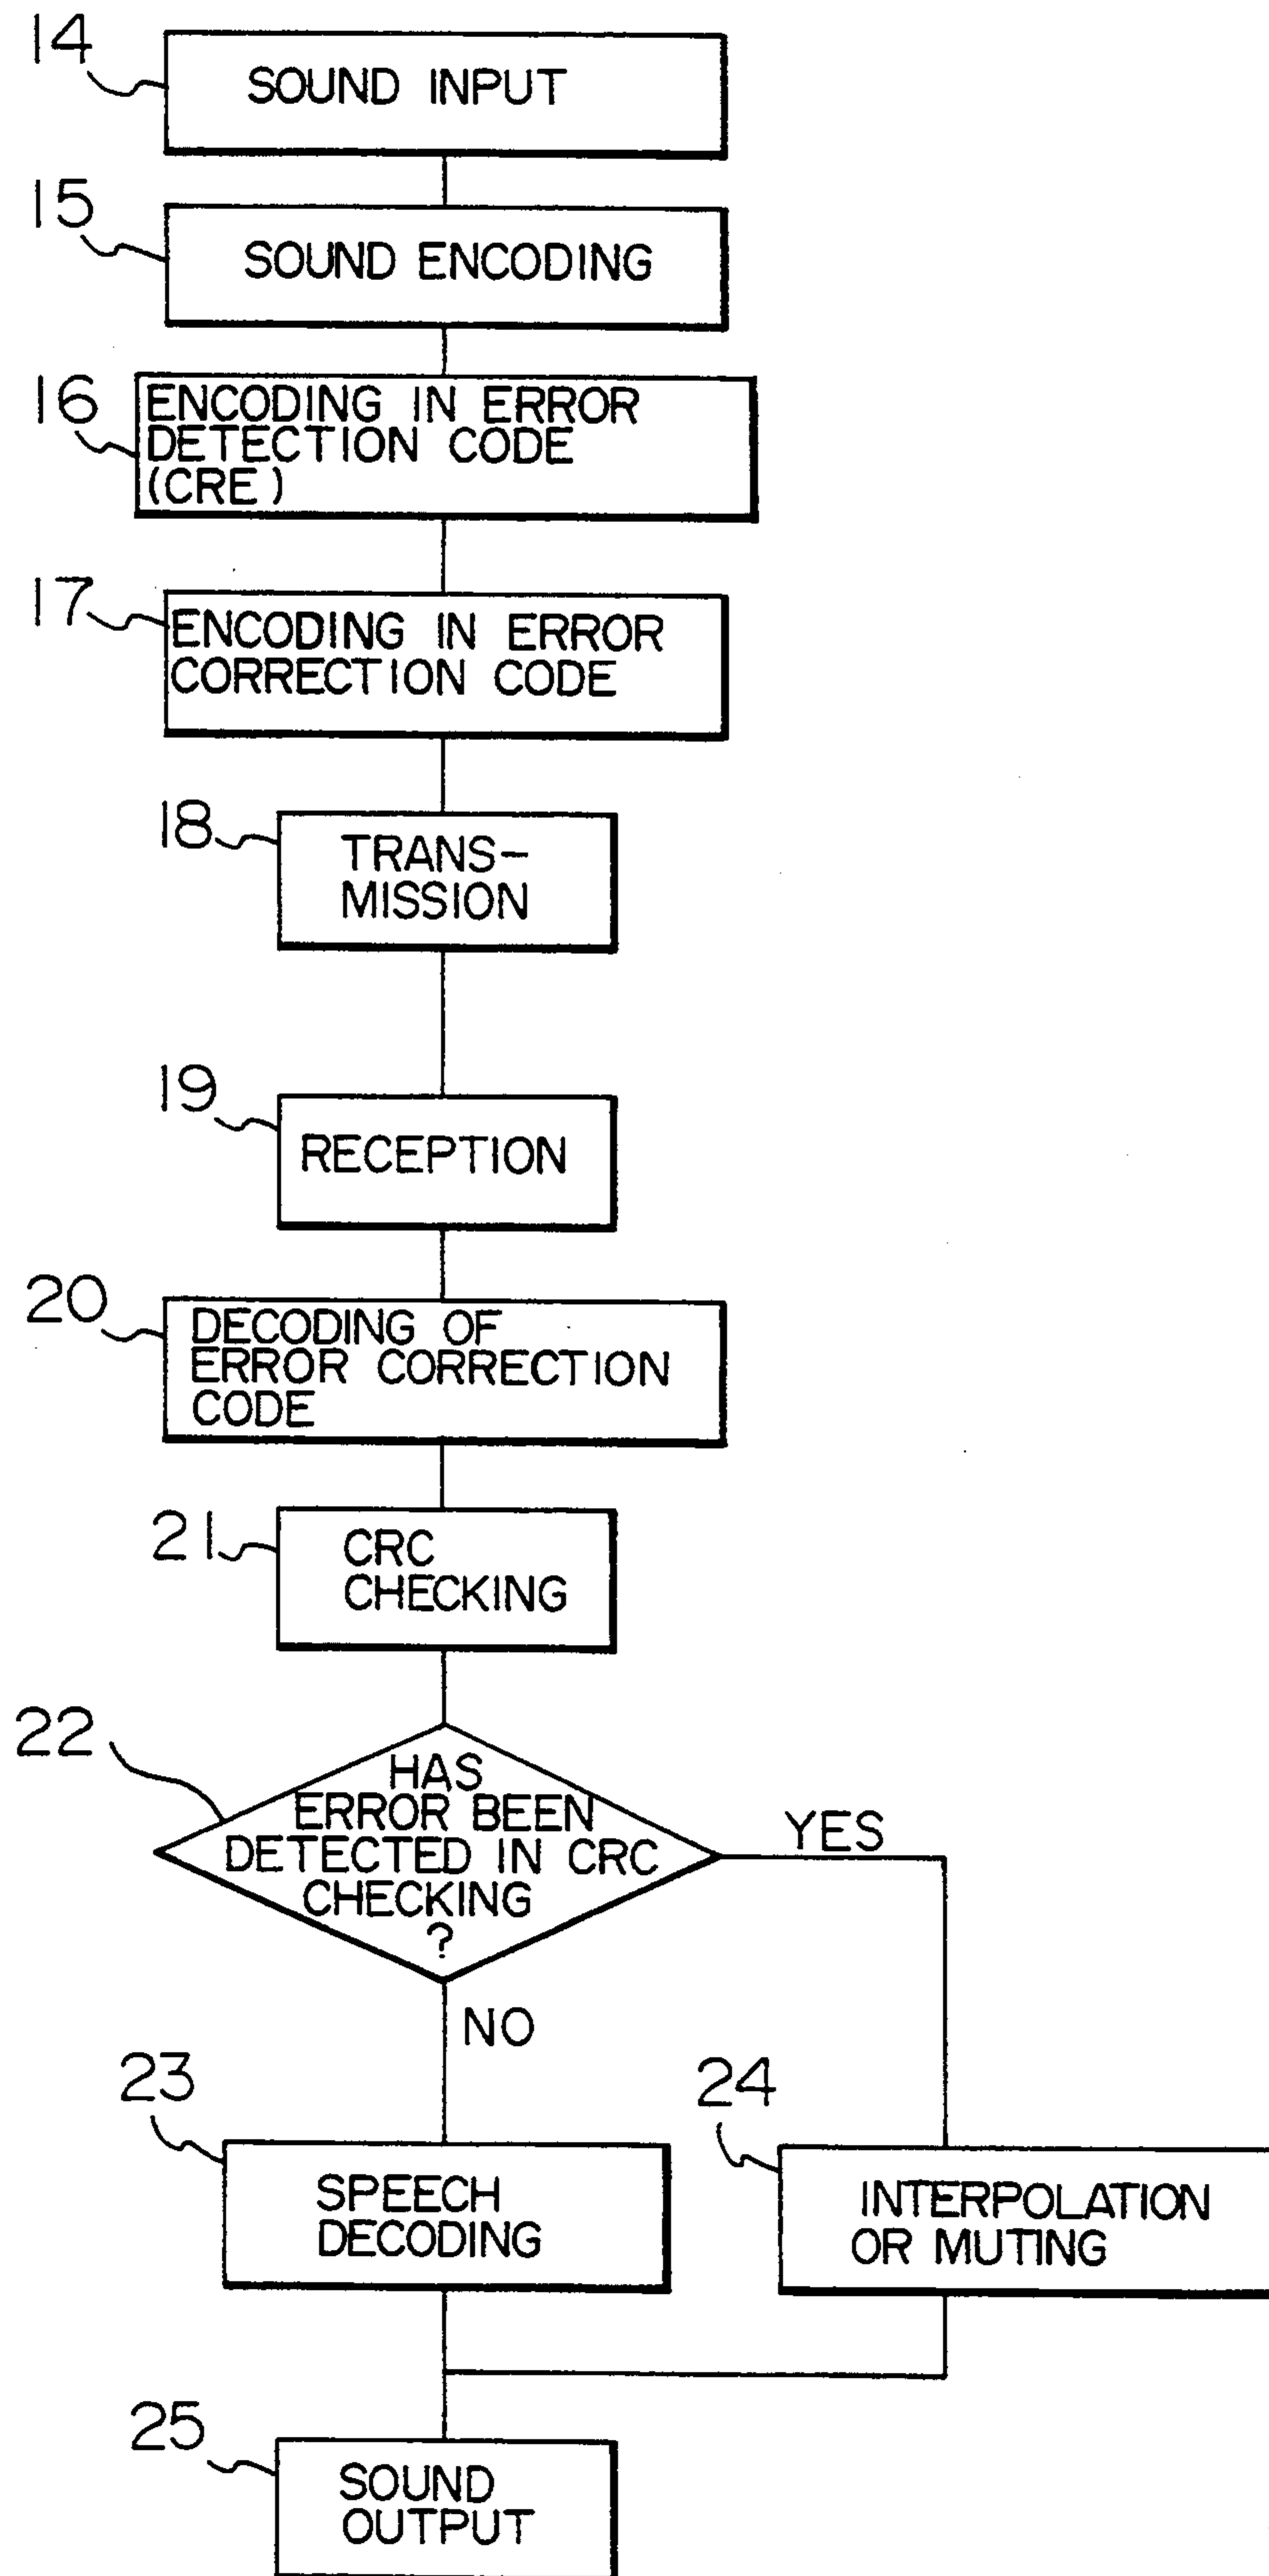 14
SOUND INPUT
15
SOUND ENCODING
16
ENCODING IN ERROR
DETECTION CODE
(CRE)
17
ENCODING IN ERROR
CORRECTION CODE
18
TRANS-
MISSION
19
RECEPTION
20
DECODING OF
ERROR CORRECTION
CODE
21
CRC
CHECKING
22
HAS
ERROR BEEN
DETECTED IN CRC
CHECKING
?
YES
NO
23
SPEECH
DECODING
24
INTERPOLATION
OR MUTING
25
SOUND
OUTPUT